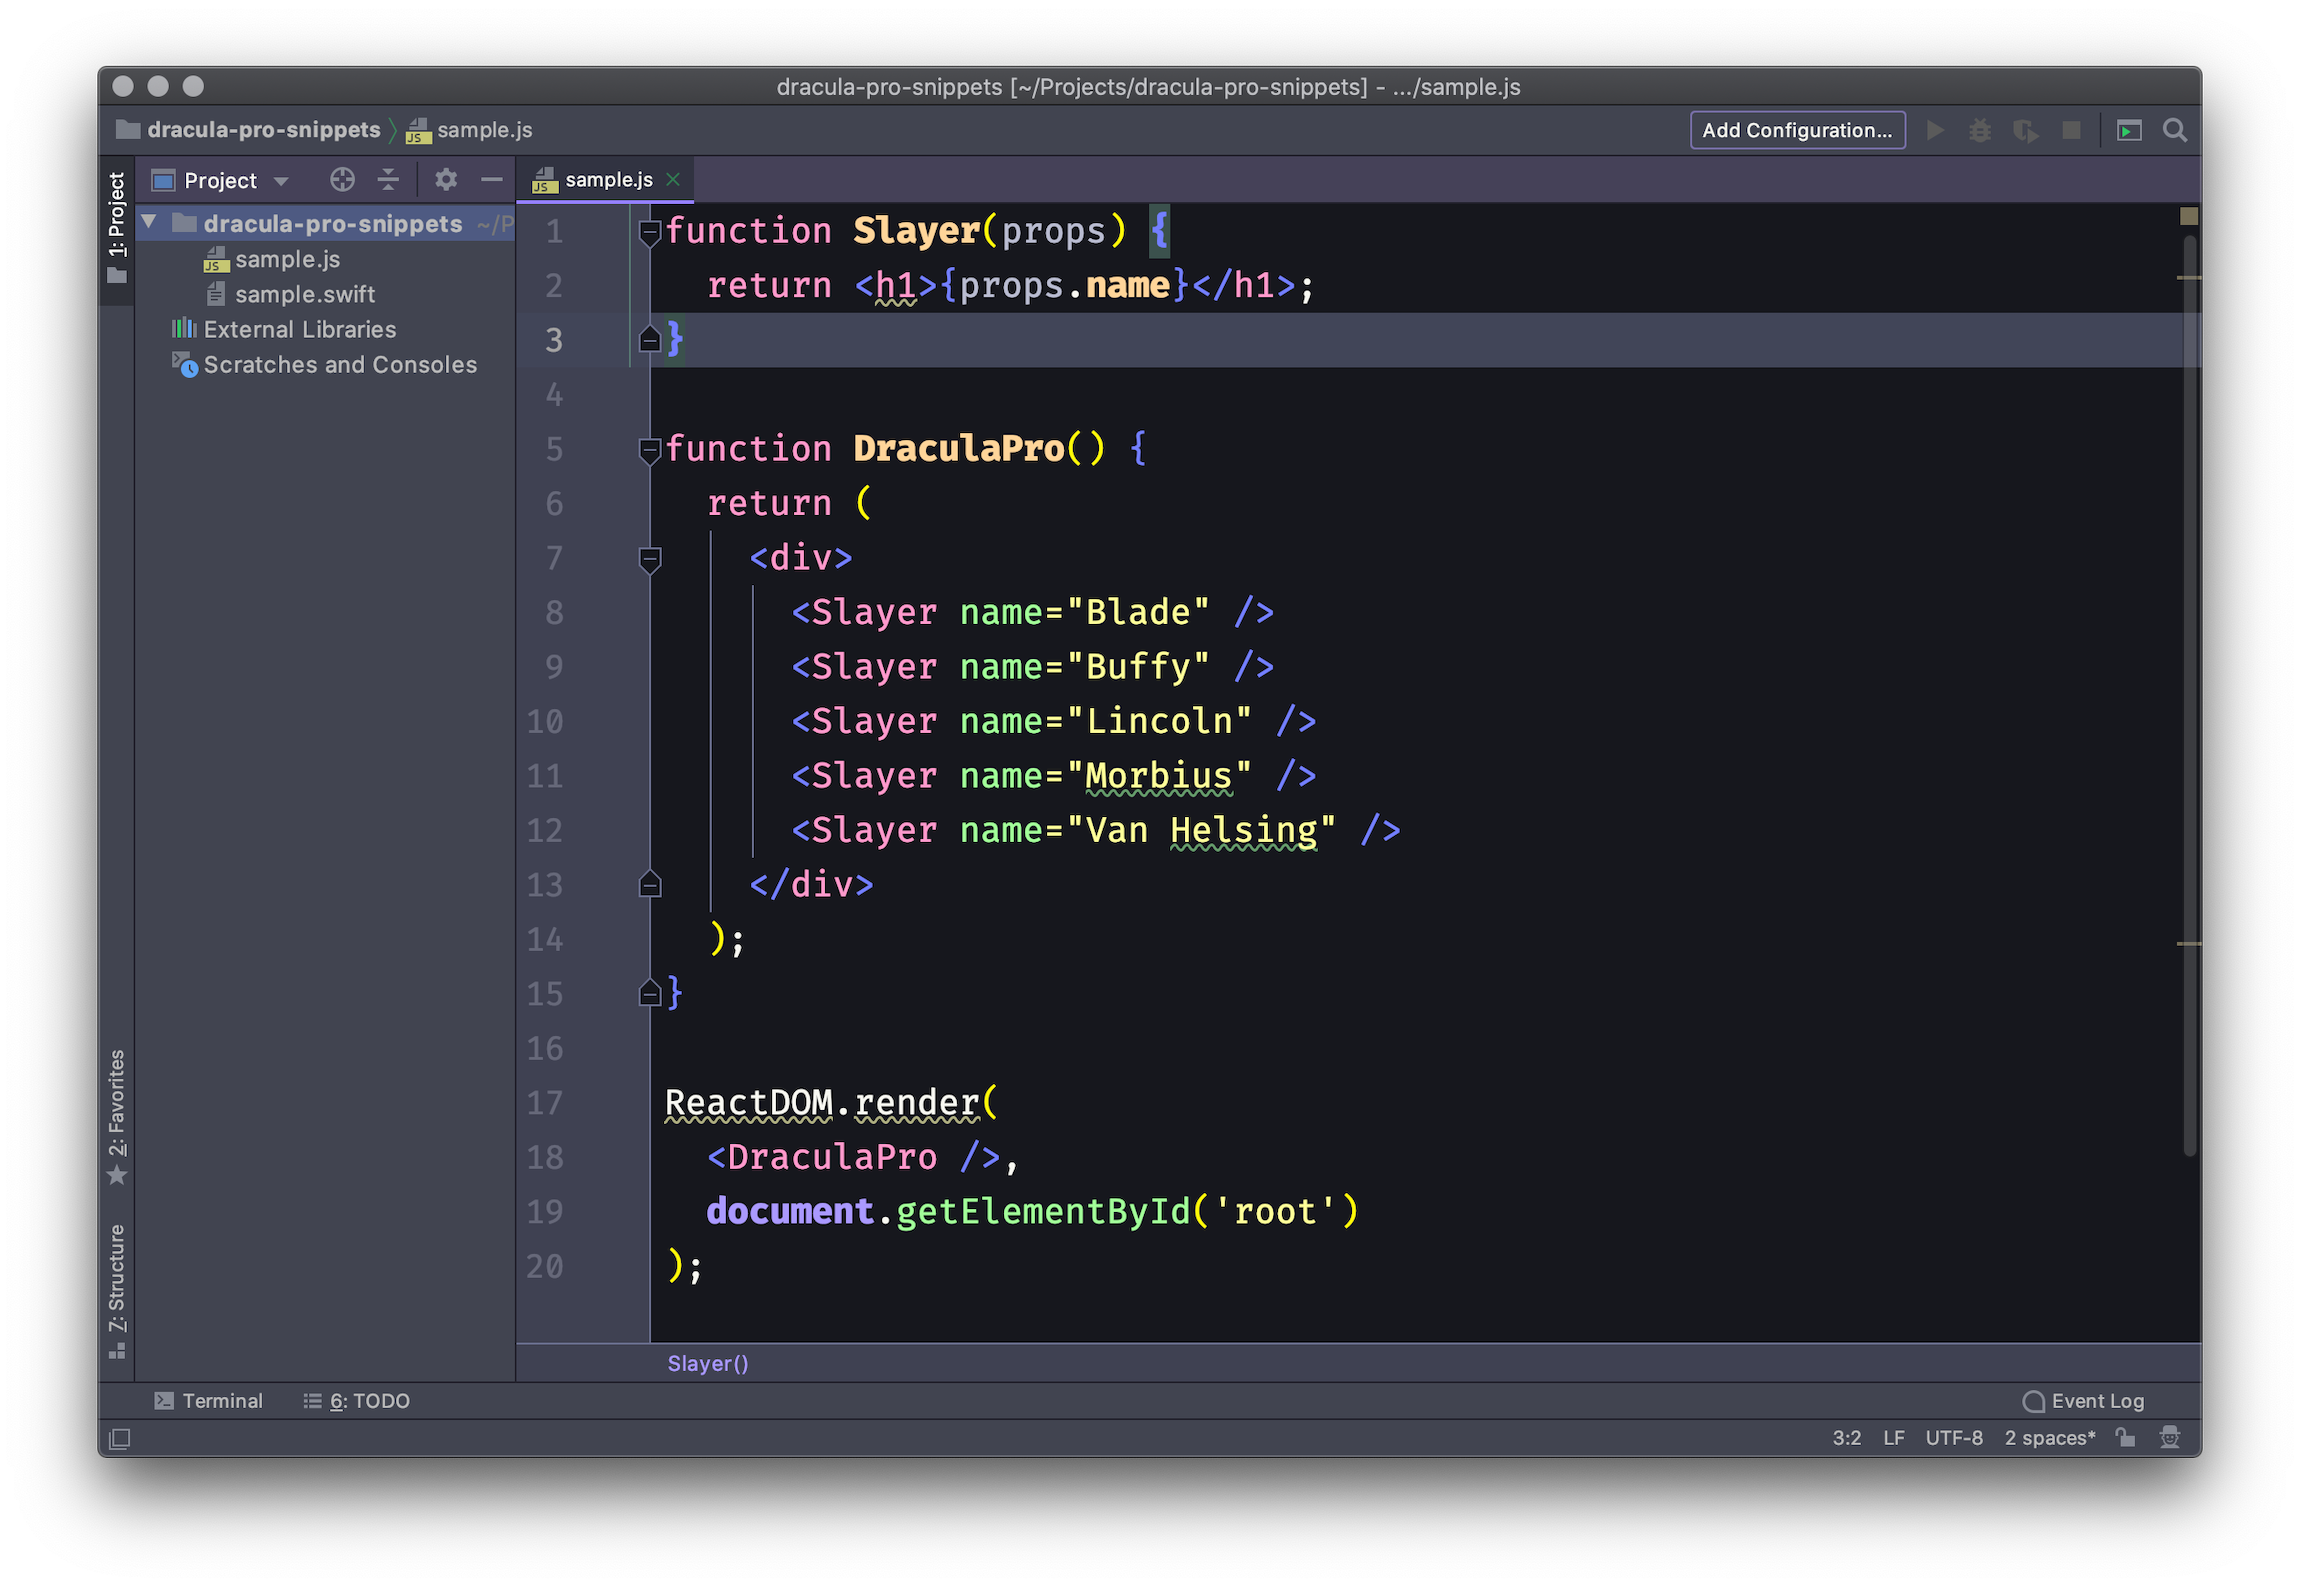 dracula-pro-snippets [~/Projects/dracula-pro-snippets] - .../sample.js
dracula-pro-snippets sample.js
Add Configuration...
1: Project
Project
sample.js
dracula-pro-snippets ~/P
sample.js
sample.swift
External Libraries
Scratches and Consoles
2: Favorites
Z: Structure
1 function Slayer(props) {
2   return <h1>{props.name}</h1>;
3 }
4
5 function DraculaPro() {
6   return (
7     <div>
8       <Slayer name="Blade" />
9       <Slayer name="Buffy" />
10       <Slayer name="Lincoln" />
11       <Slayer name="Morbius" />
12       <Slayer name="Van Helsing" />
13     </div>
14   );
15 }
16
17 ReactDOM.render(
18   <DraculaPro />,
19   document.getElementById('root')
20 );
Slayer()
Terminal 6: TODO Event Log
3:2 LF UTF-8 2 spaces*